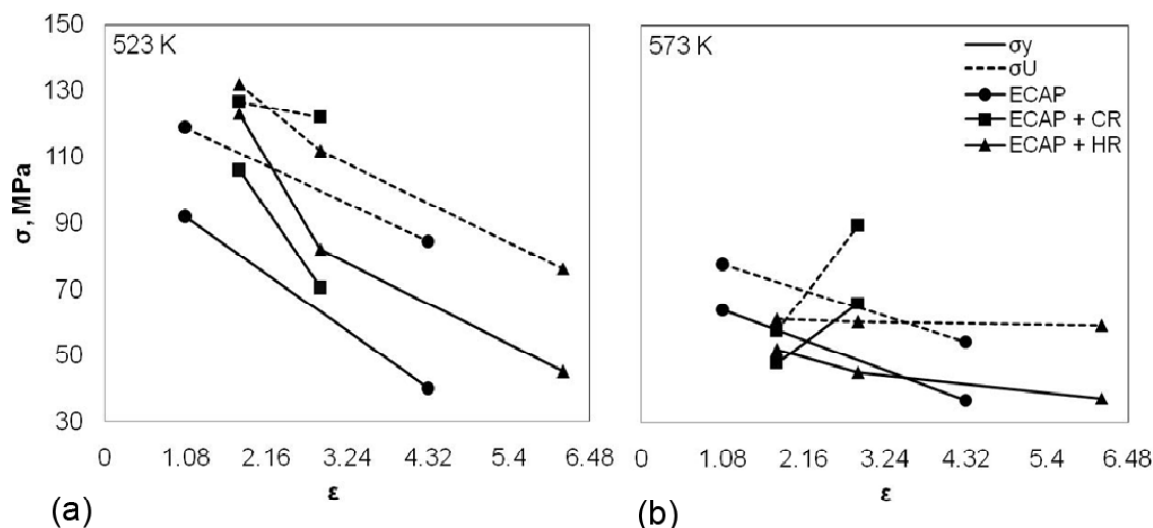 150
130
110
90
70
50
30
σ, MPa
523 K
0 1.08 2.16 3.24 4.32 5.4 6.48
ε
(a)
573 K
σy
σU
ECAP
ECAP + CR
ECAP + HR
0 1.08 2.16 3.24 4.32 5.4 6.48
ε
(b)